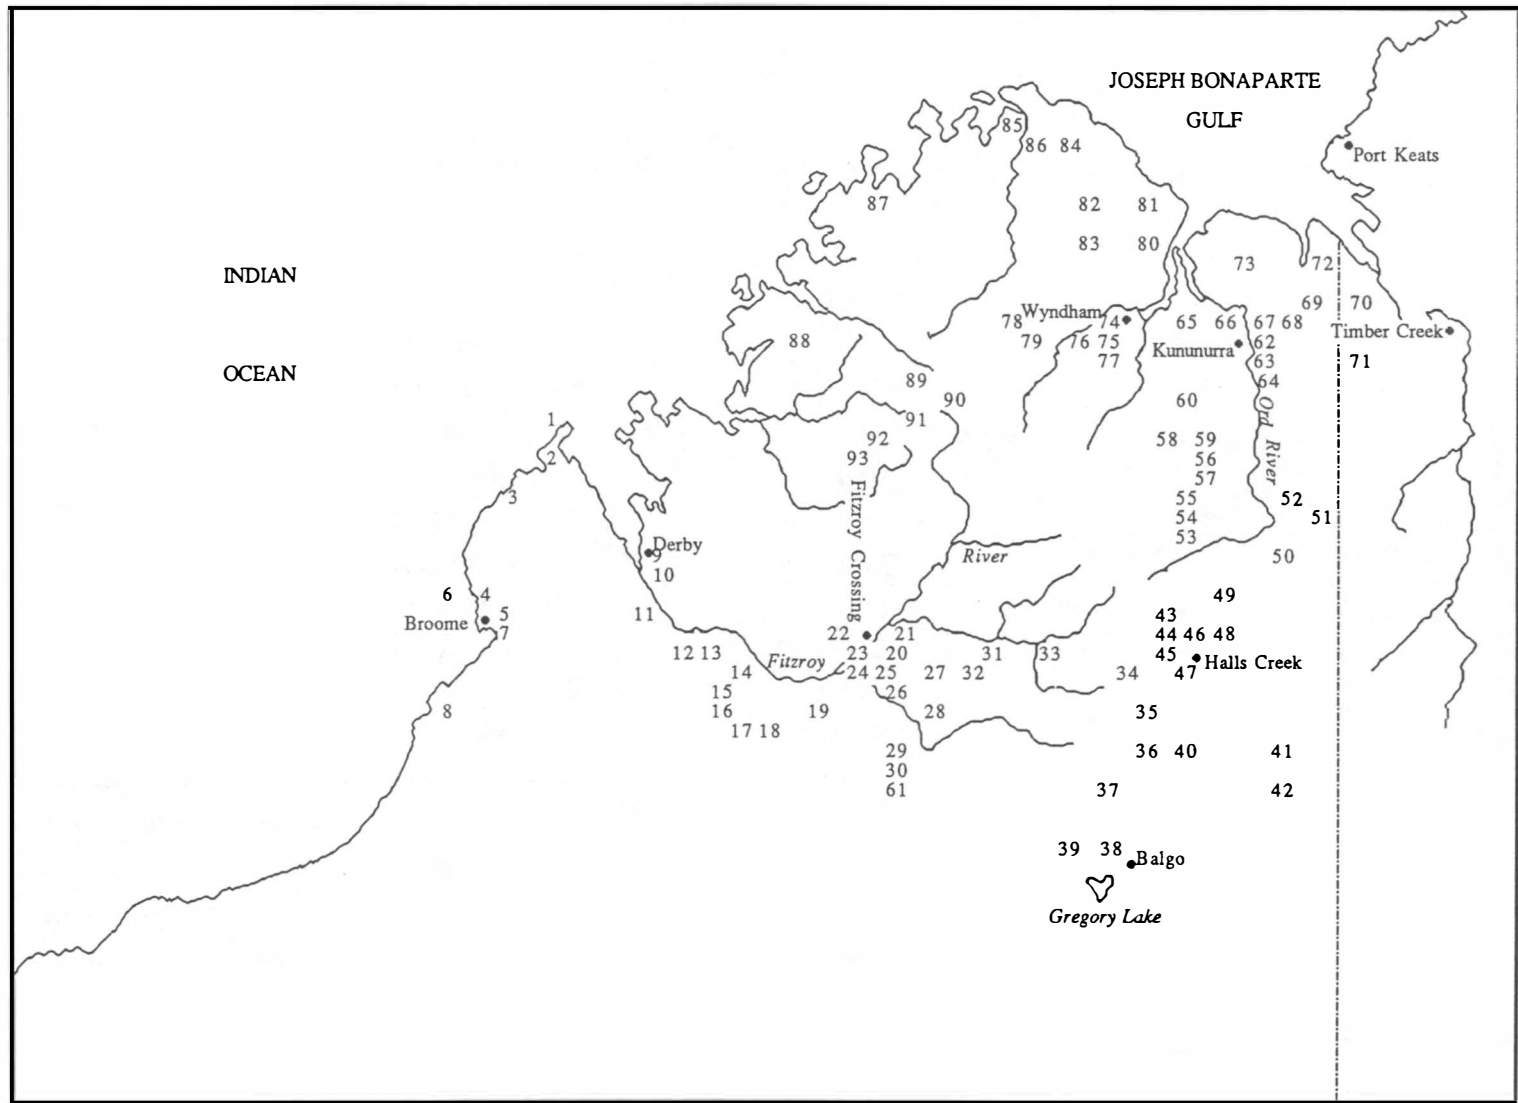 JOSEPH BONAPARTE
GULF
85
86 84
Port Keats
87
82 81
83 80
INDIAN
73 72
69 70
78 Wyndham 74 65 66 67 68
Timber Creek
88
79 76 75 Kununurra 62
77 63 71
OCEAN
89 64
90 60 Ord River
1
91
92 58 59
2 93 56
57
3 55 52
54 51
53
Fitzroy Crossing
Derby
9
River
50
10
6 4 49
11 43
5
Broome
7 22 21 44 46 48
12 13 23 20 31 33 45 Halls Creek
Fitzroy
14 24 25 27 32 34 47
15 26
8 16 19 28 35
17 18
29 36 40 41
30
61 37 42
39 38 Balgo
Gregory Lake